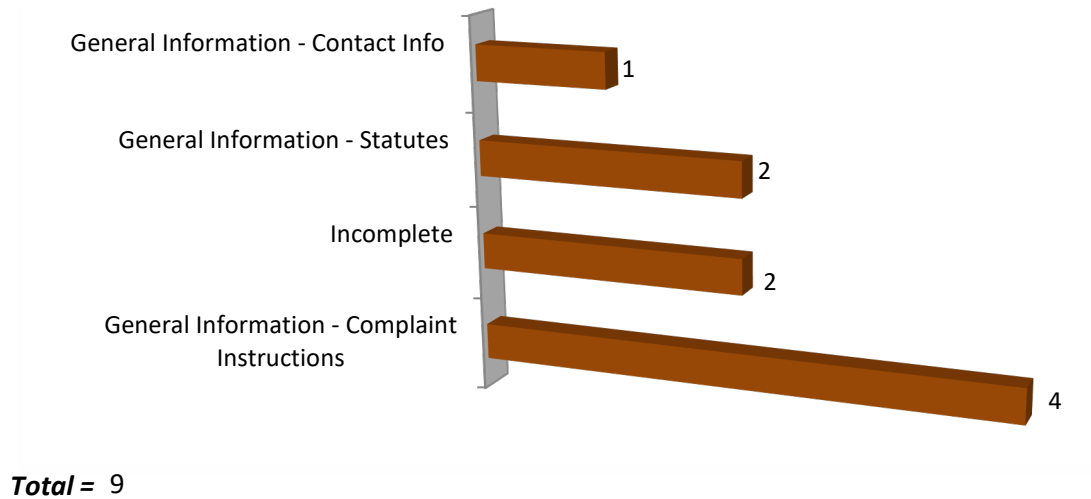 General Information - Contact Info
1
General Information - Statutes
2
Incomplete
2
General Information - Complaint
Instructions
4
Total = 9